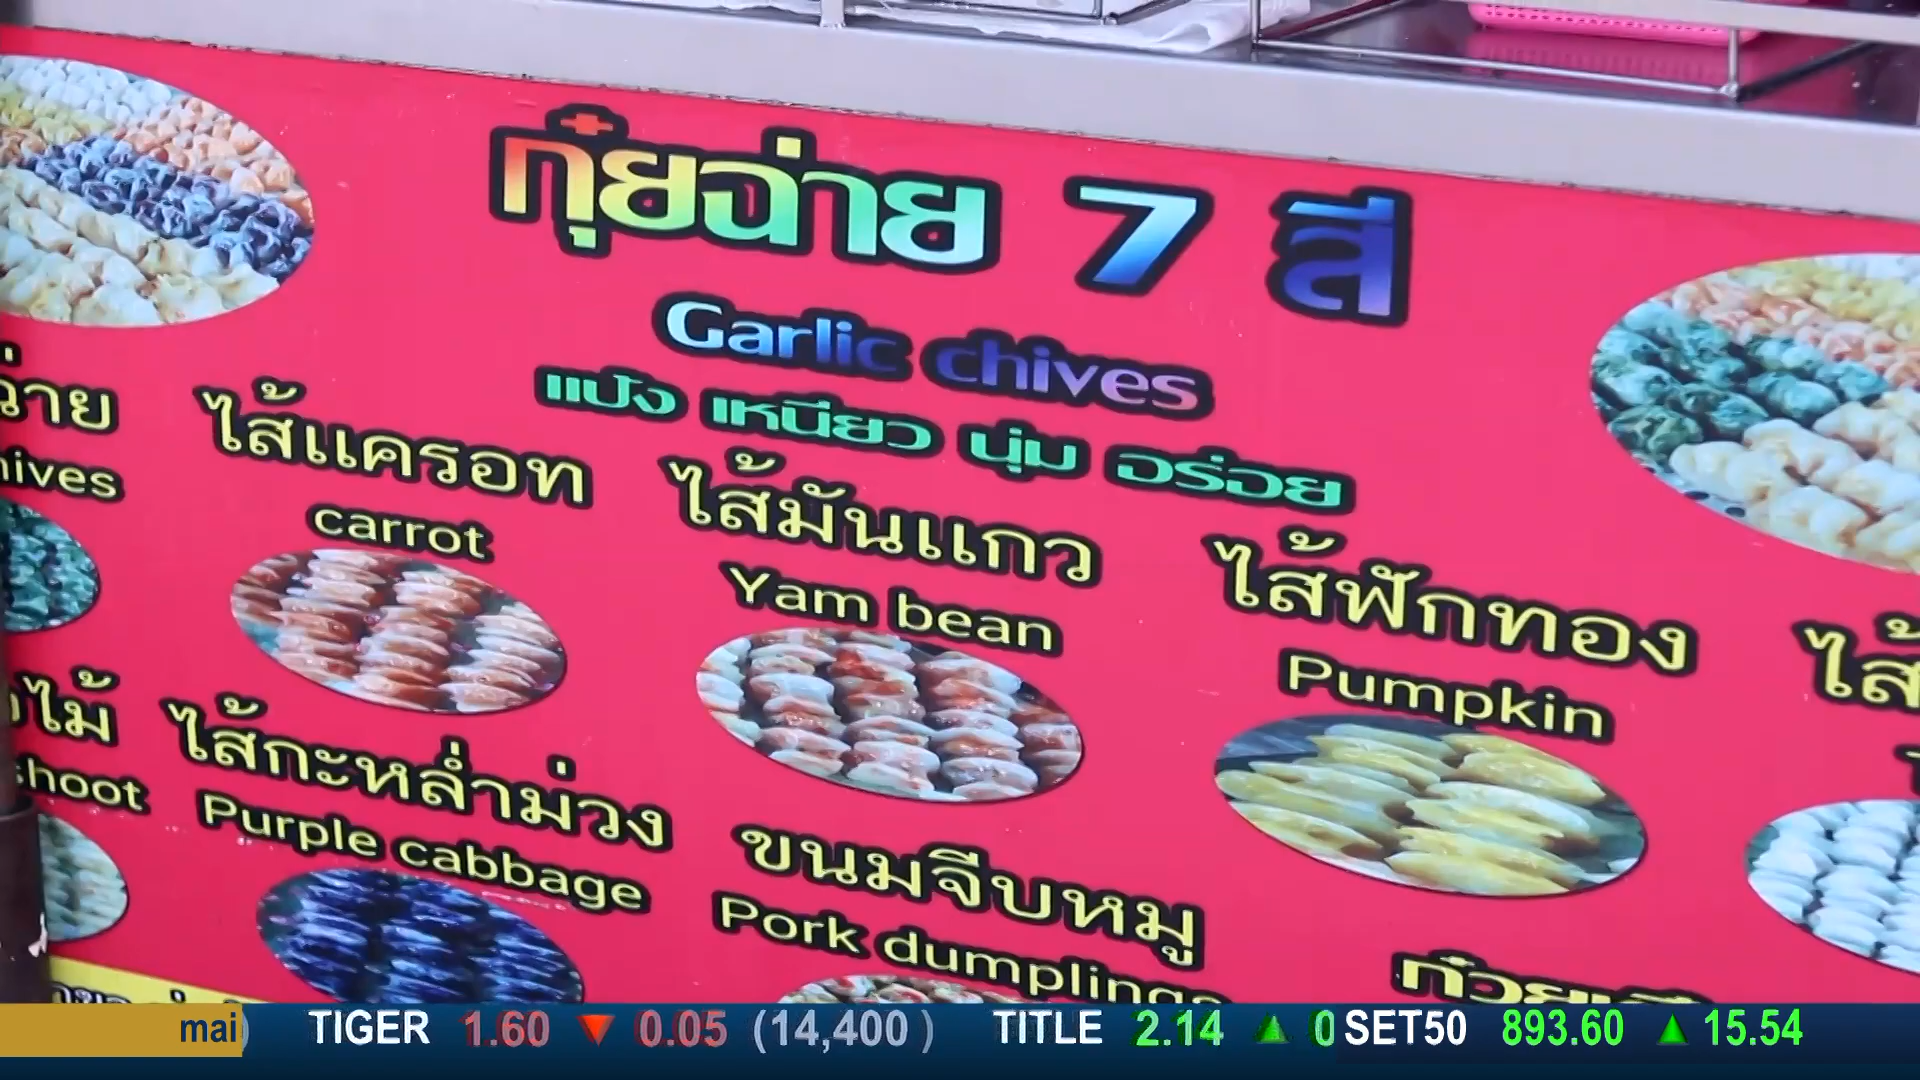 กุ๋ยฉ่าย 7 สี
Garlic chives
แป้ง เหนียว นุ่ม อร่อย
ไส้แครอท
carrot
ไส้มันแกว
Yam bean
ไส้ฟักทอง
Pumpkin
ไส้กะหล่ำม่วง
Purple cabbage
ขนมจีบหมู
Pork dumplings
mai TIGER 1.60 ▼ 0.05 (14,400) TITLE 2.14 ▲ 0 SET50 893.60 ▲ 15.54